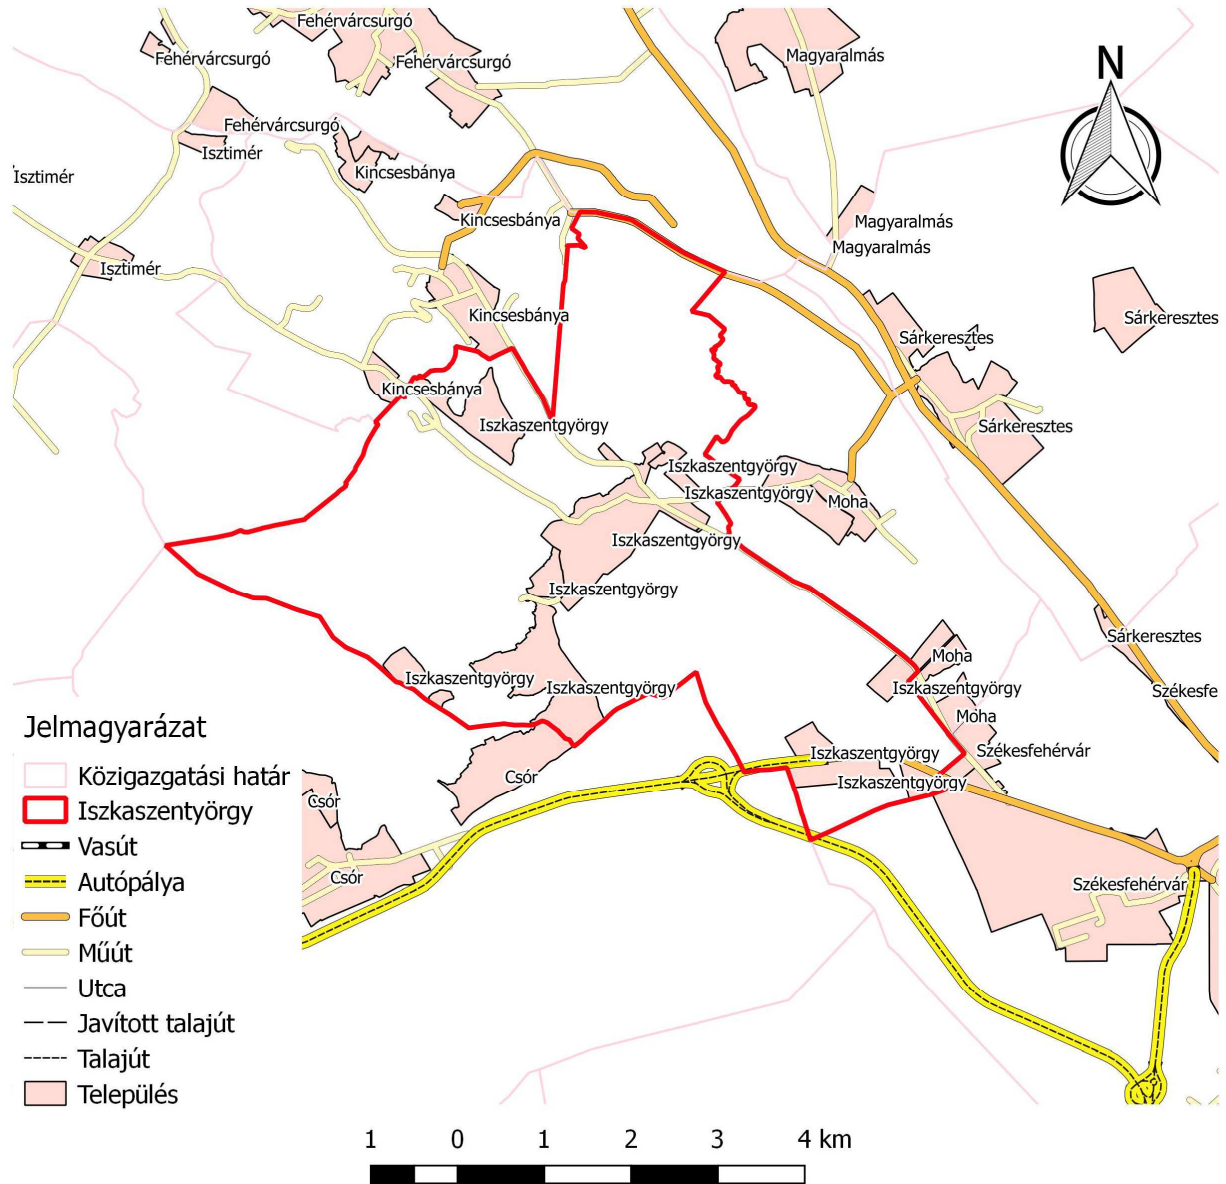 Fehérvárcsurgó
Magyaralmás
Fehérvárcsurgó
Fehérvárcsurgó
N
Fehérvárcsurgó
Isztimér
Kincsesbánya
Isztimér
Kincsesbánya
Magyaralmás
Magyaralmás
Isztimér
Kincsesbánya
Sárkeresztes
Sárkeresztes
Kincsesbánya
Iszkaszentgyörgy
Sárkeresztes
Iszkaszentgyörgy
Iszkaszentgyörgy
Moha
Iszkaszentgyörgy
Iszkaszentgyörgy
Sárkeresztes
Moha
Iszkaszentgyörgy
Iszkaszentgyörgy
Iszkaszentgyörgy
Székesfe
Moha
Székesfehérvár
Iszkaszentgyörgy
Csór
Iszkaszentgyörgy
Csór
Csór
Székesfehérvár
Jelmagyarázat
Közigazgatási határ
Iszkaszentyörgy
Vasút
Autópálya
Főút
Műút
Utca
Javított talajút
Talajút
Település
1 0 1 2 3 4 km